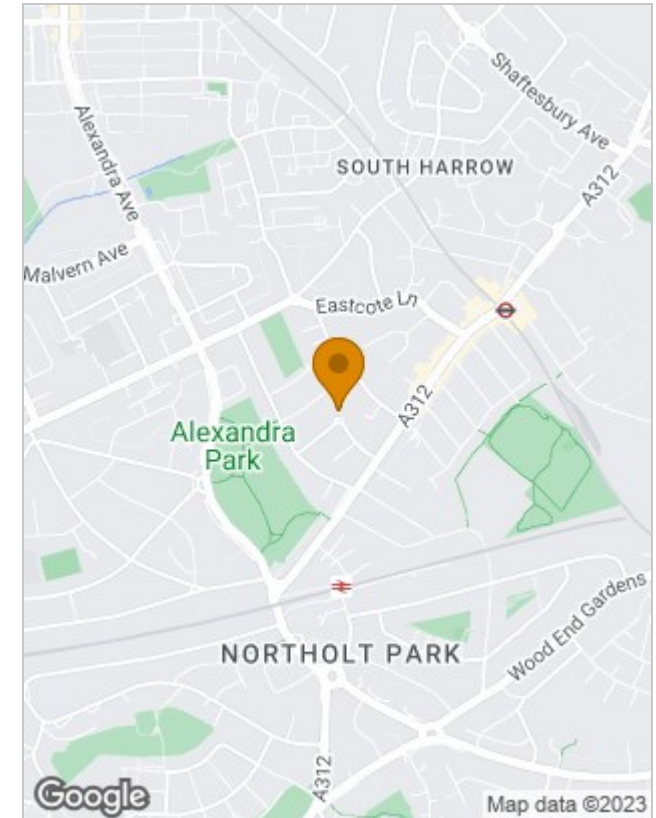 Shaftesbury Ave
Alexandra Ave
SOUTH HARROW
A312
Malvern Ave
Eastcote Ln
A312
Alexandra
Park
Wood End Gardens
NORTHOLT PARK
A312
Google
Map data ©2023